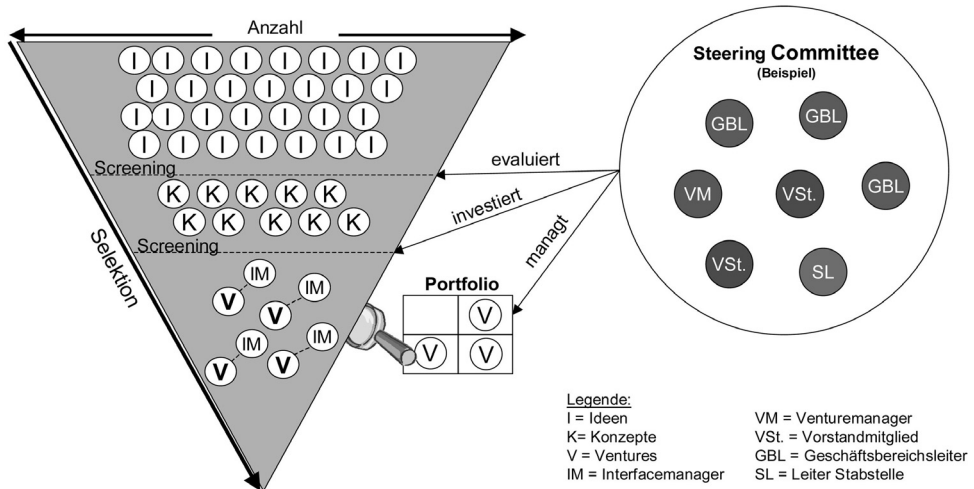 Anzahl
I I I I I I I I
I I I I I I I
I I I I I I I
I I I I I I I
Screening
K K K K K
K K K K K
Screening
Selektion
IM
IM
V
V
IM
IM
V
V
evaluiert
investiert
managt
Portfolio
V
V V
Steering Committee
(Beispiel)
GBL GBL
VM VSt. GBL
VSt. SL
Legende:
I = Ideen
K= Konzepte
V = Ventures
IM = Interfacemanager
VM = Venturemanager
VSt. = Vorstandmitglied
GBL = Geschäftsbereichsleiter
SL = Leiter Stabstelle